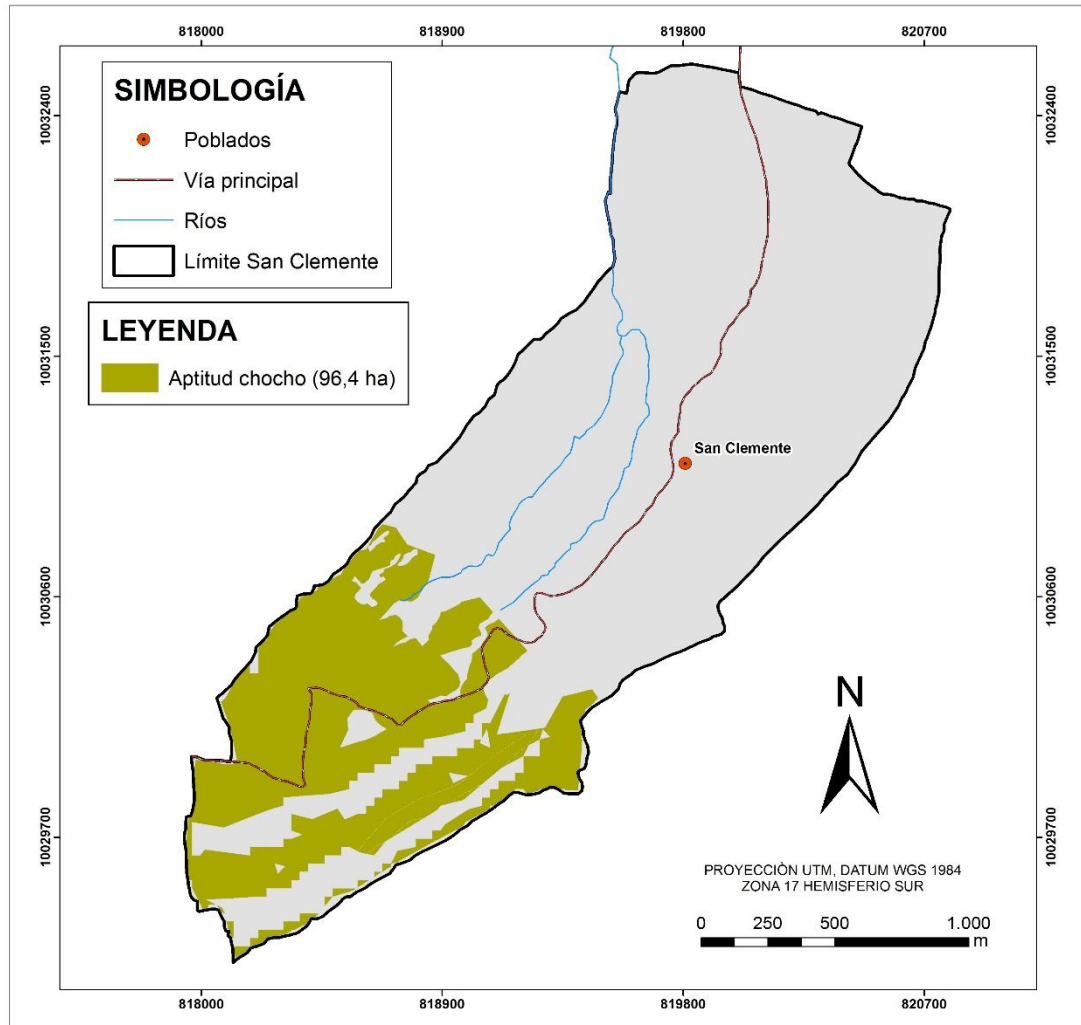 818000 818900 819800 820700
SIMBOLOGÍA
Poblados
Vía principal
Ríos
Límite San Clemente
LEYENDA
Aptitud chocho (96,4 ha)
10032400 10032400
10031500 10031500
San Clemente
10030600 10030600
N
10029700 10029700
PROYECCIÒN UTM, DATUM WGS 1984
ZONA 17 HEMISFERIO SUR
0 250 500 1.000
m
818000 818900 819800 820700